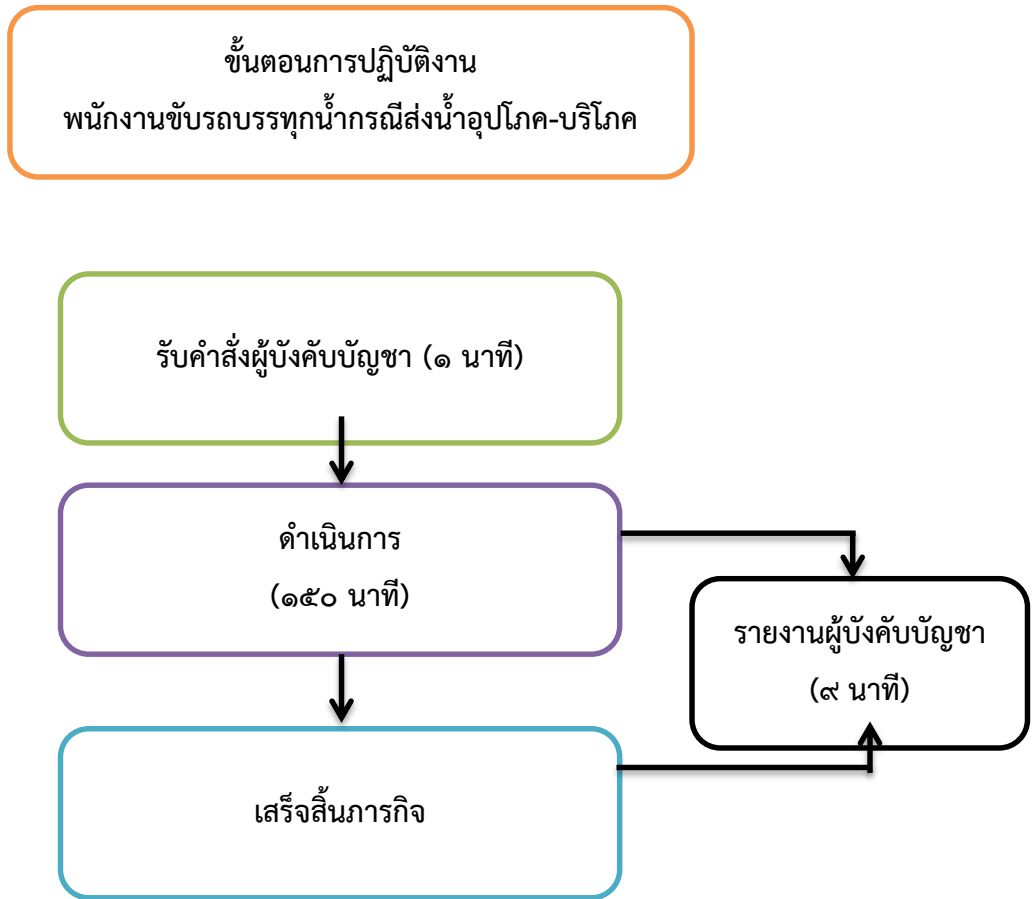 ขั้นตอนการปฏิบัติงาน
พนักงานขับรถบรรทุกน้ำกรณีส่งน้ำอุปโภค-บริโภค
รับคำสั่งผู้บังคับบัญชา (๑ นาที)
ดำเนินการ
(๑๕๐ นาที)
รายงานผู้บังคับบัญชา
(๙ นาที)
เสร็จสิ้นภารกิจ